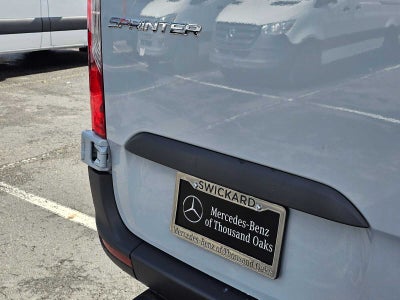 SPRINTER
SWICKARD
Mercedes-Benz
of Thousand Oaks
Mercedes-Benz of Thousand Oaks